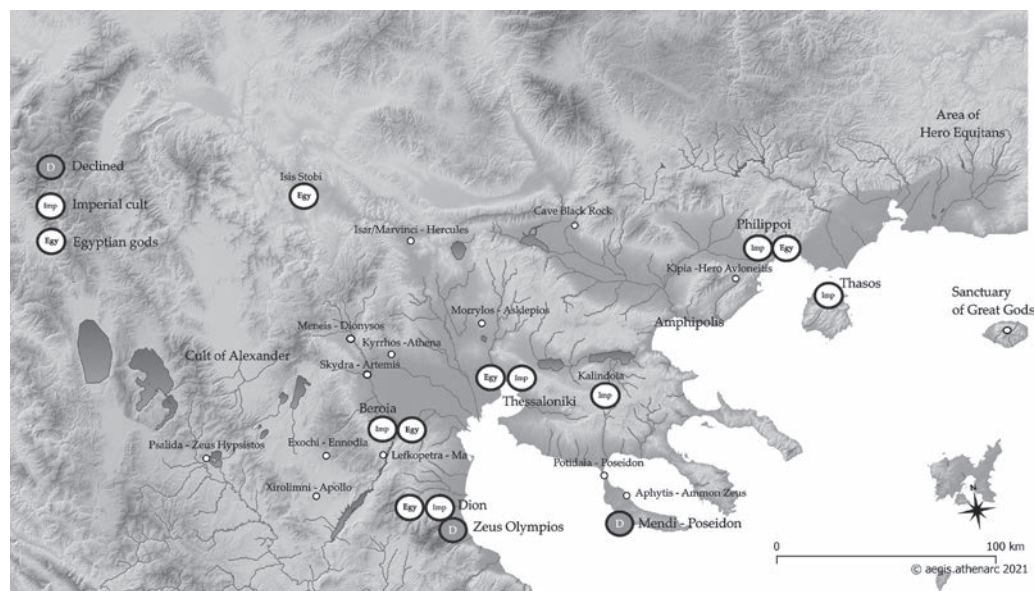 Area of
Hero Equitans
D Declined
Isis Stobi
Egy
Imp Imperial cult
Cave Black Rock
Isar/Marvinci - Hercules
Philippoi
Egy Egyptian gods
Imp Egy
Kipia -Hero Avloneitis
Thasos
Imp
Sanctuary
of Great Gods
Morrylos - Asklepios
Amphipolis
Meneis - Dionysos
Kyrrhos -Athena
Cult of Alexander
Skydra - Artemis
Egy Imp
Thessaloniki
Kalindoia
Imp
Beroia
Imp Egy
Psalida - Zeus Hypsistos
Exochi - Ennodia
Lefkopetra - Ma
Potidaia - Poseidon
Xirolimni - Apollo
Aphytis - Ammon Zeus
N
Egy Imp Dion
D Zeus Olympios
D Mendi - Poseidon
0 100 km
© aegis.athenarc 2021